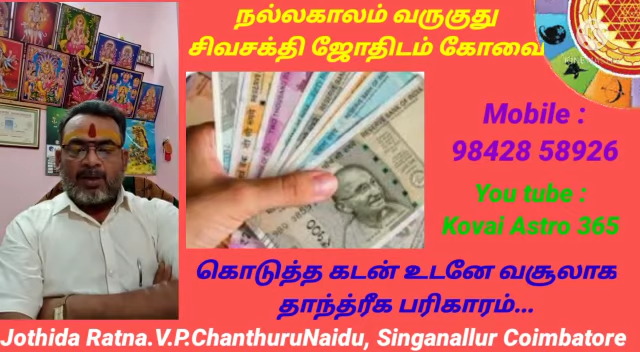 நல்லகாலம் வருகுது
சிவசக்தி ஜோதிடம் கோவை
Mobile :
98428 58926
You tube :
Kovai Astro 365
கொடுத்த கடன் உடனே வசூலாக
தாந்த்ரீக பரிகாரம்...
Jothida Ratna.V.P.ChanthuruNaidu, Singanallur Coimbatore